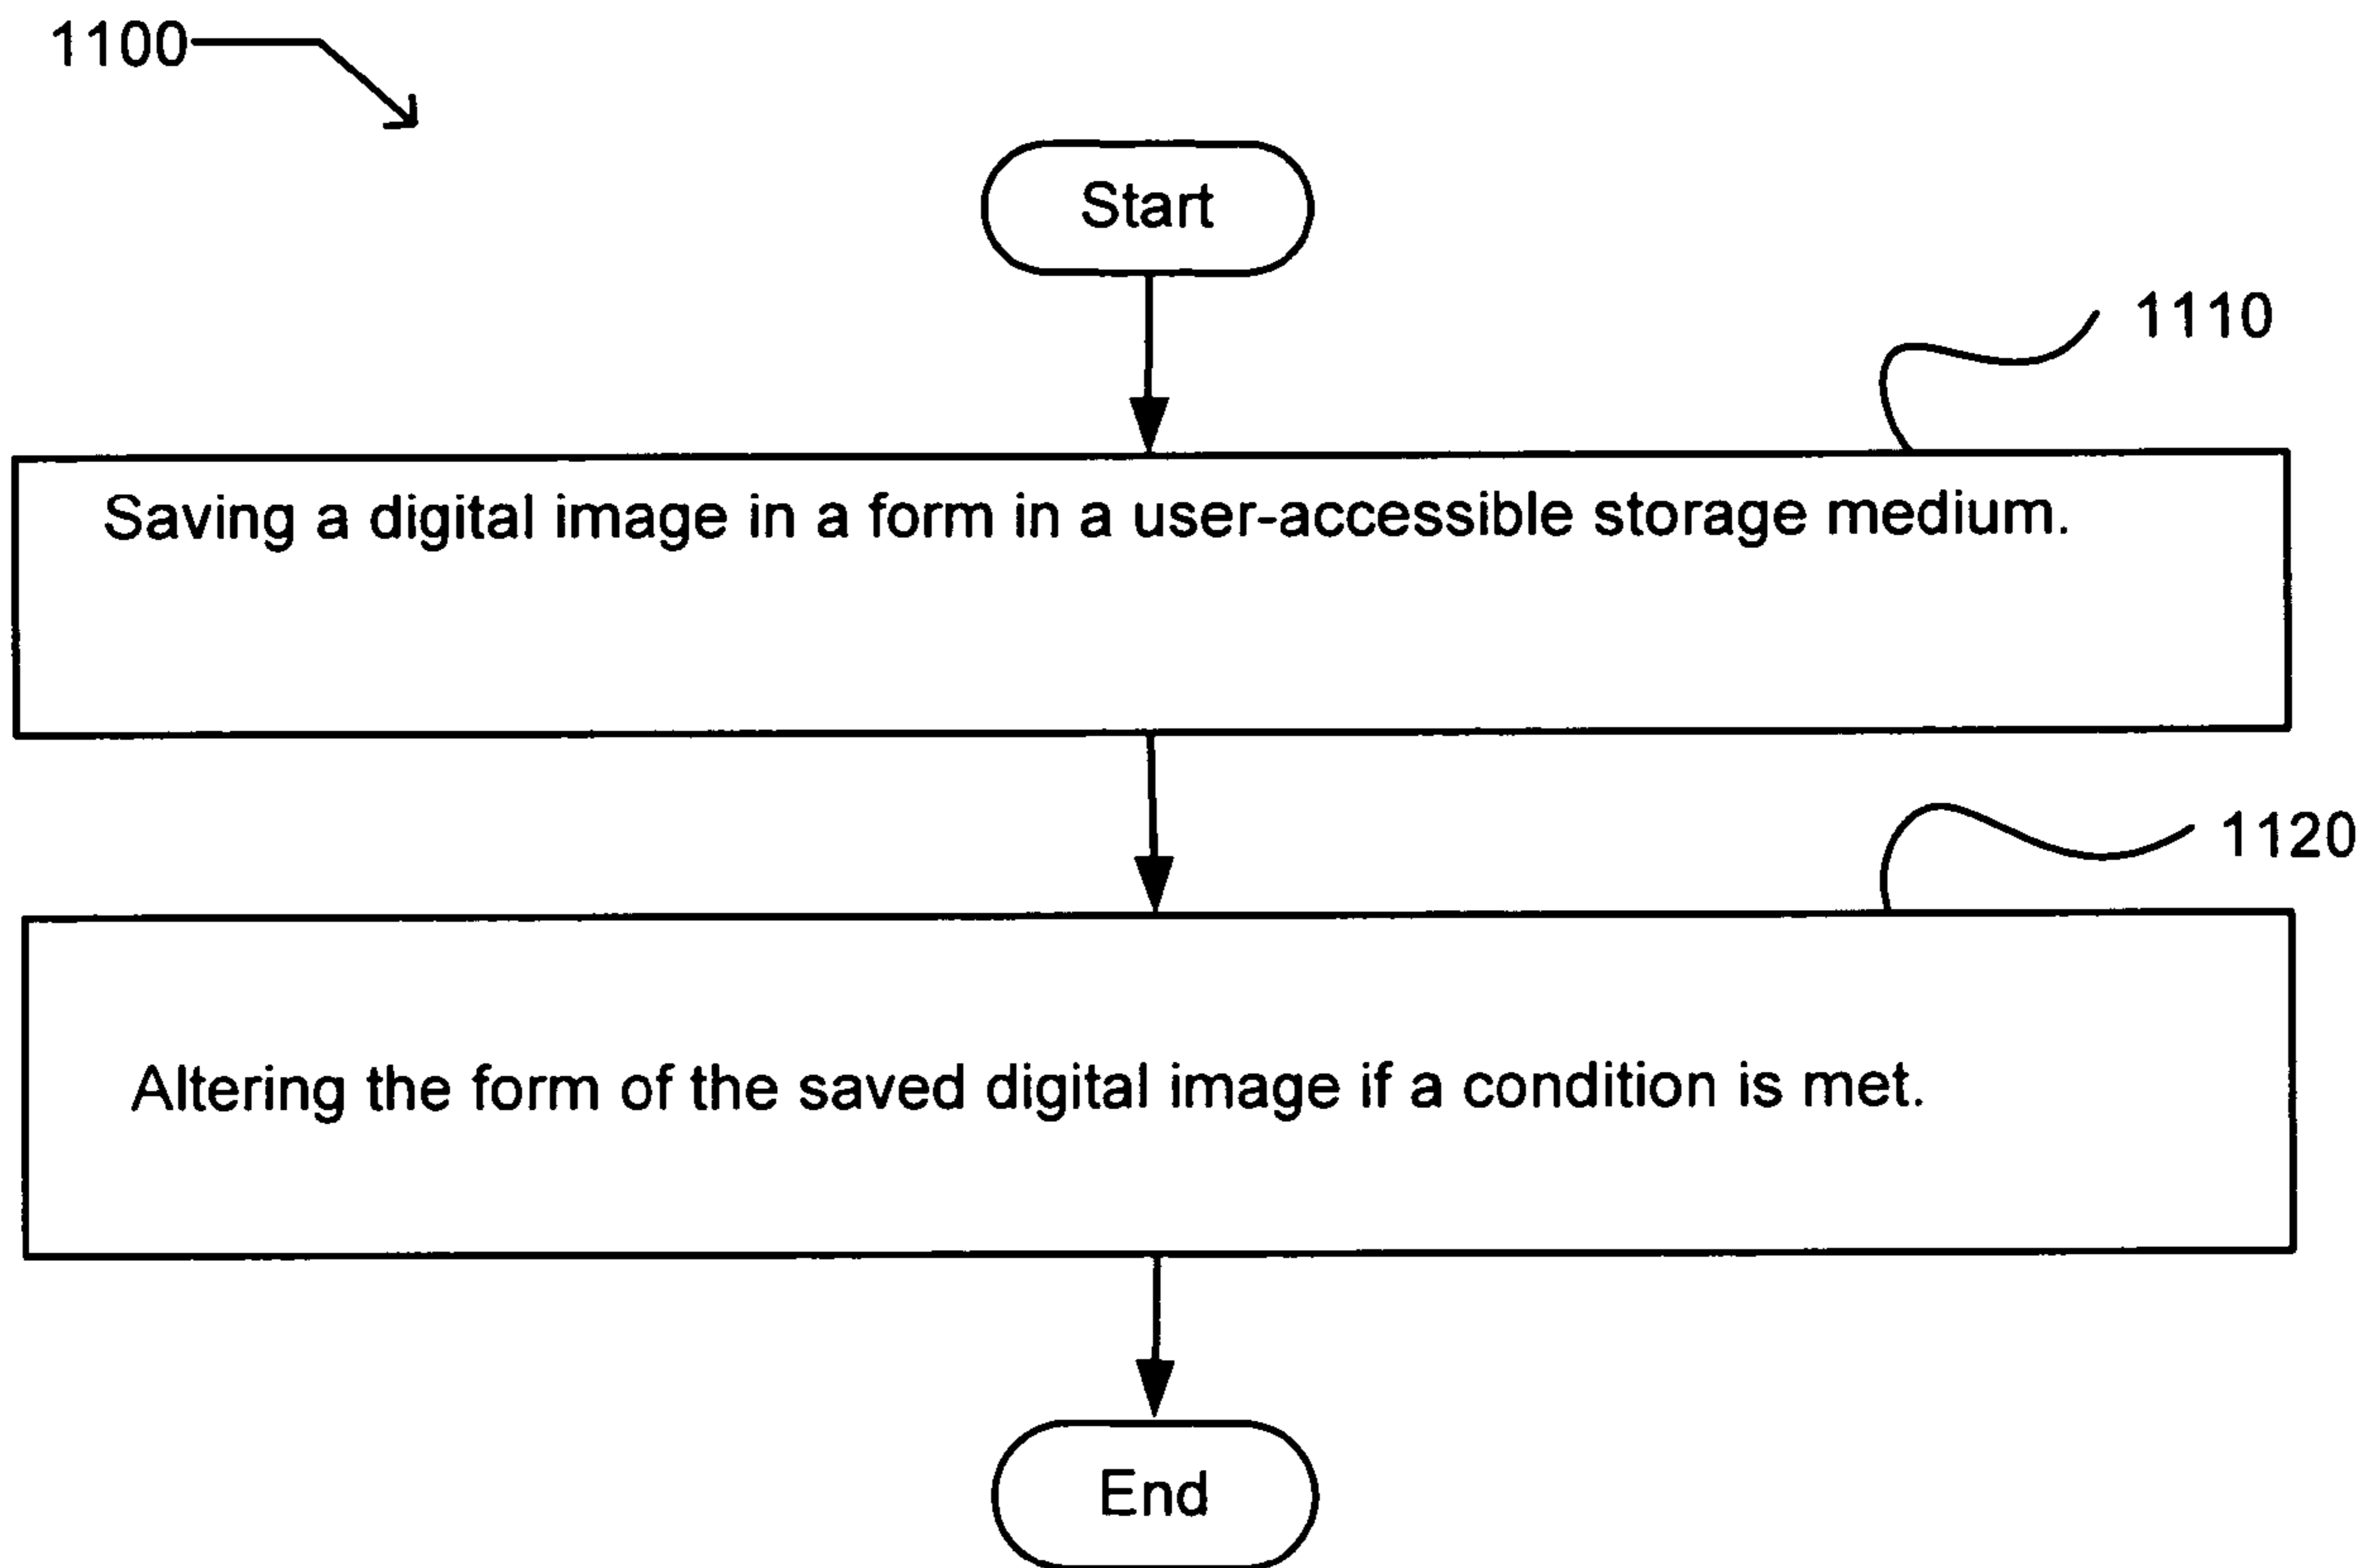 1100
Start
1110
Saving a digital image in a form in a user-accessible storage medium.
1120
Altering the form of the saved digital image if a condition is met.
End